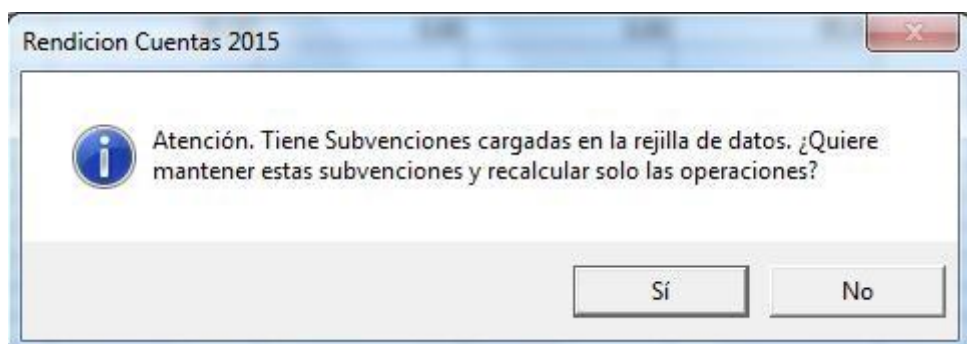 Rendicion Cuentas 2015
Atención. Tiene Subvenciones cargadas en la rejilla de datos. ¿Quiere
mantener estas subvenciones y recalcular solo las operaciones?
Sí
No